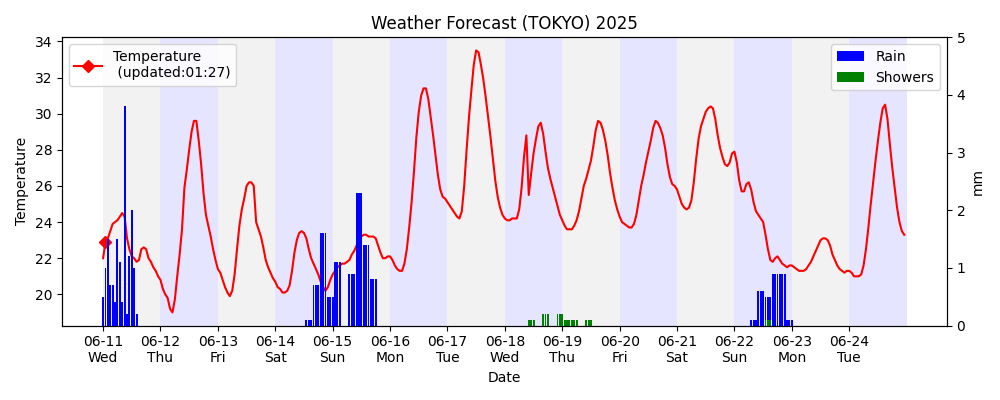 Weather Forecast (TOKYO) 2025
Temperature
(updated:01:27)
Rain
Showers
34
32
30
28
26
24
22
20
Temperature
5
4
3
2
1
0
mm
06-11 06-12 06-13 06-14 06-15 06-16 06-17 06-18 06-19 06-20 06-21 06-22 06-23 06-24
Wed Thu Fri Sat Sun Mon Tue Wed Thu Fri Sat Sun Mon Tue
Date